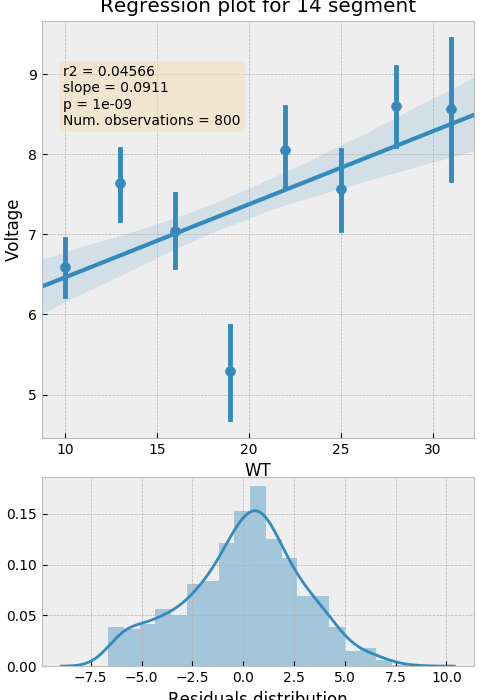 Regression plot for 14 segment
r2 = 0.04566
slope = 0.0911
p = 1e-09
Num. observations = 800
Voltage
9
8
7
6
5
10 15 20 25 30
WT
0.15
0.10
0.05
0.00
−7.5 −5.0 −2.5 0.0 2.5 5.0 7.5 10.0
Residuals distribution